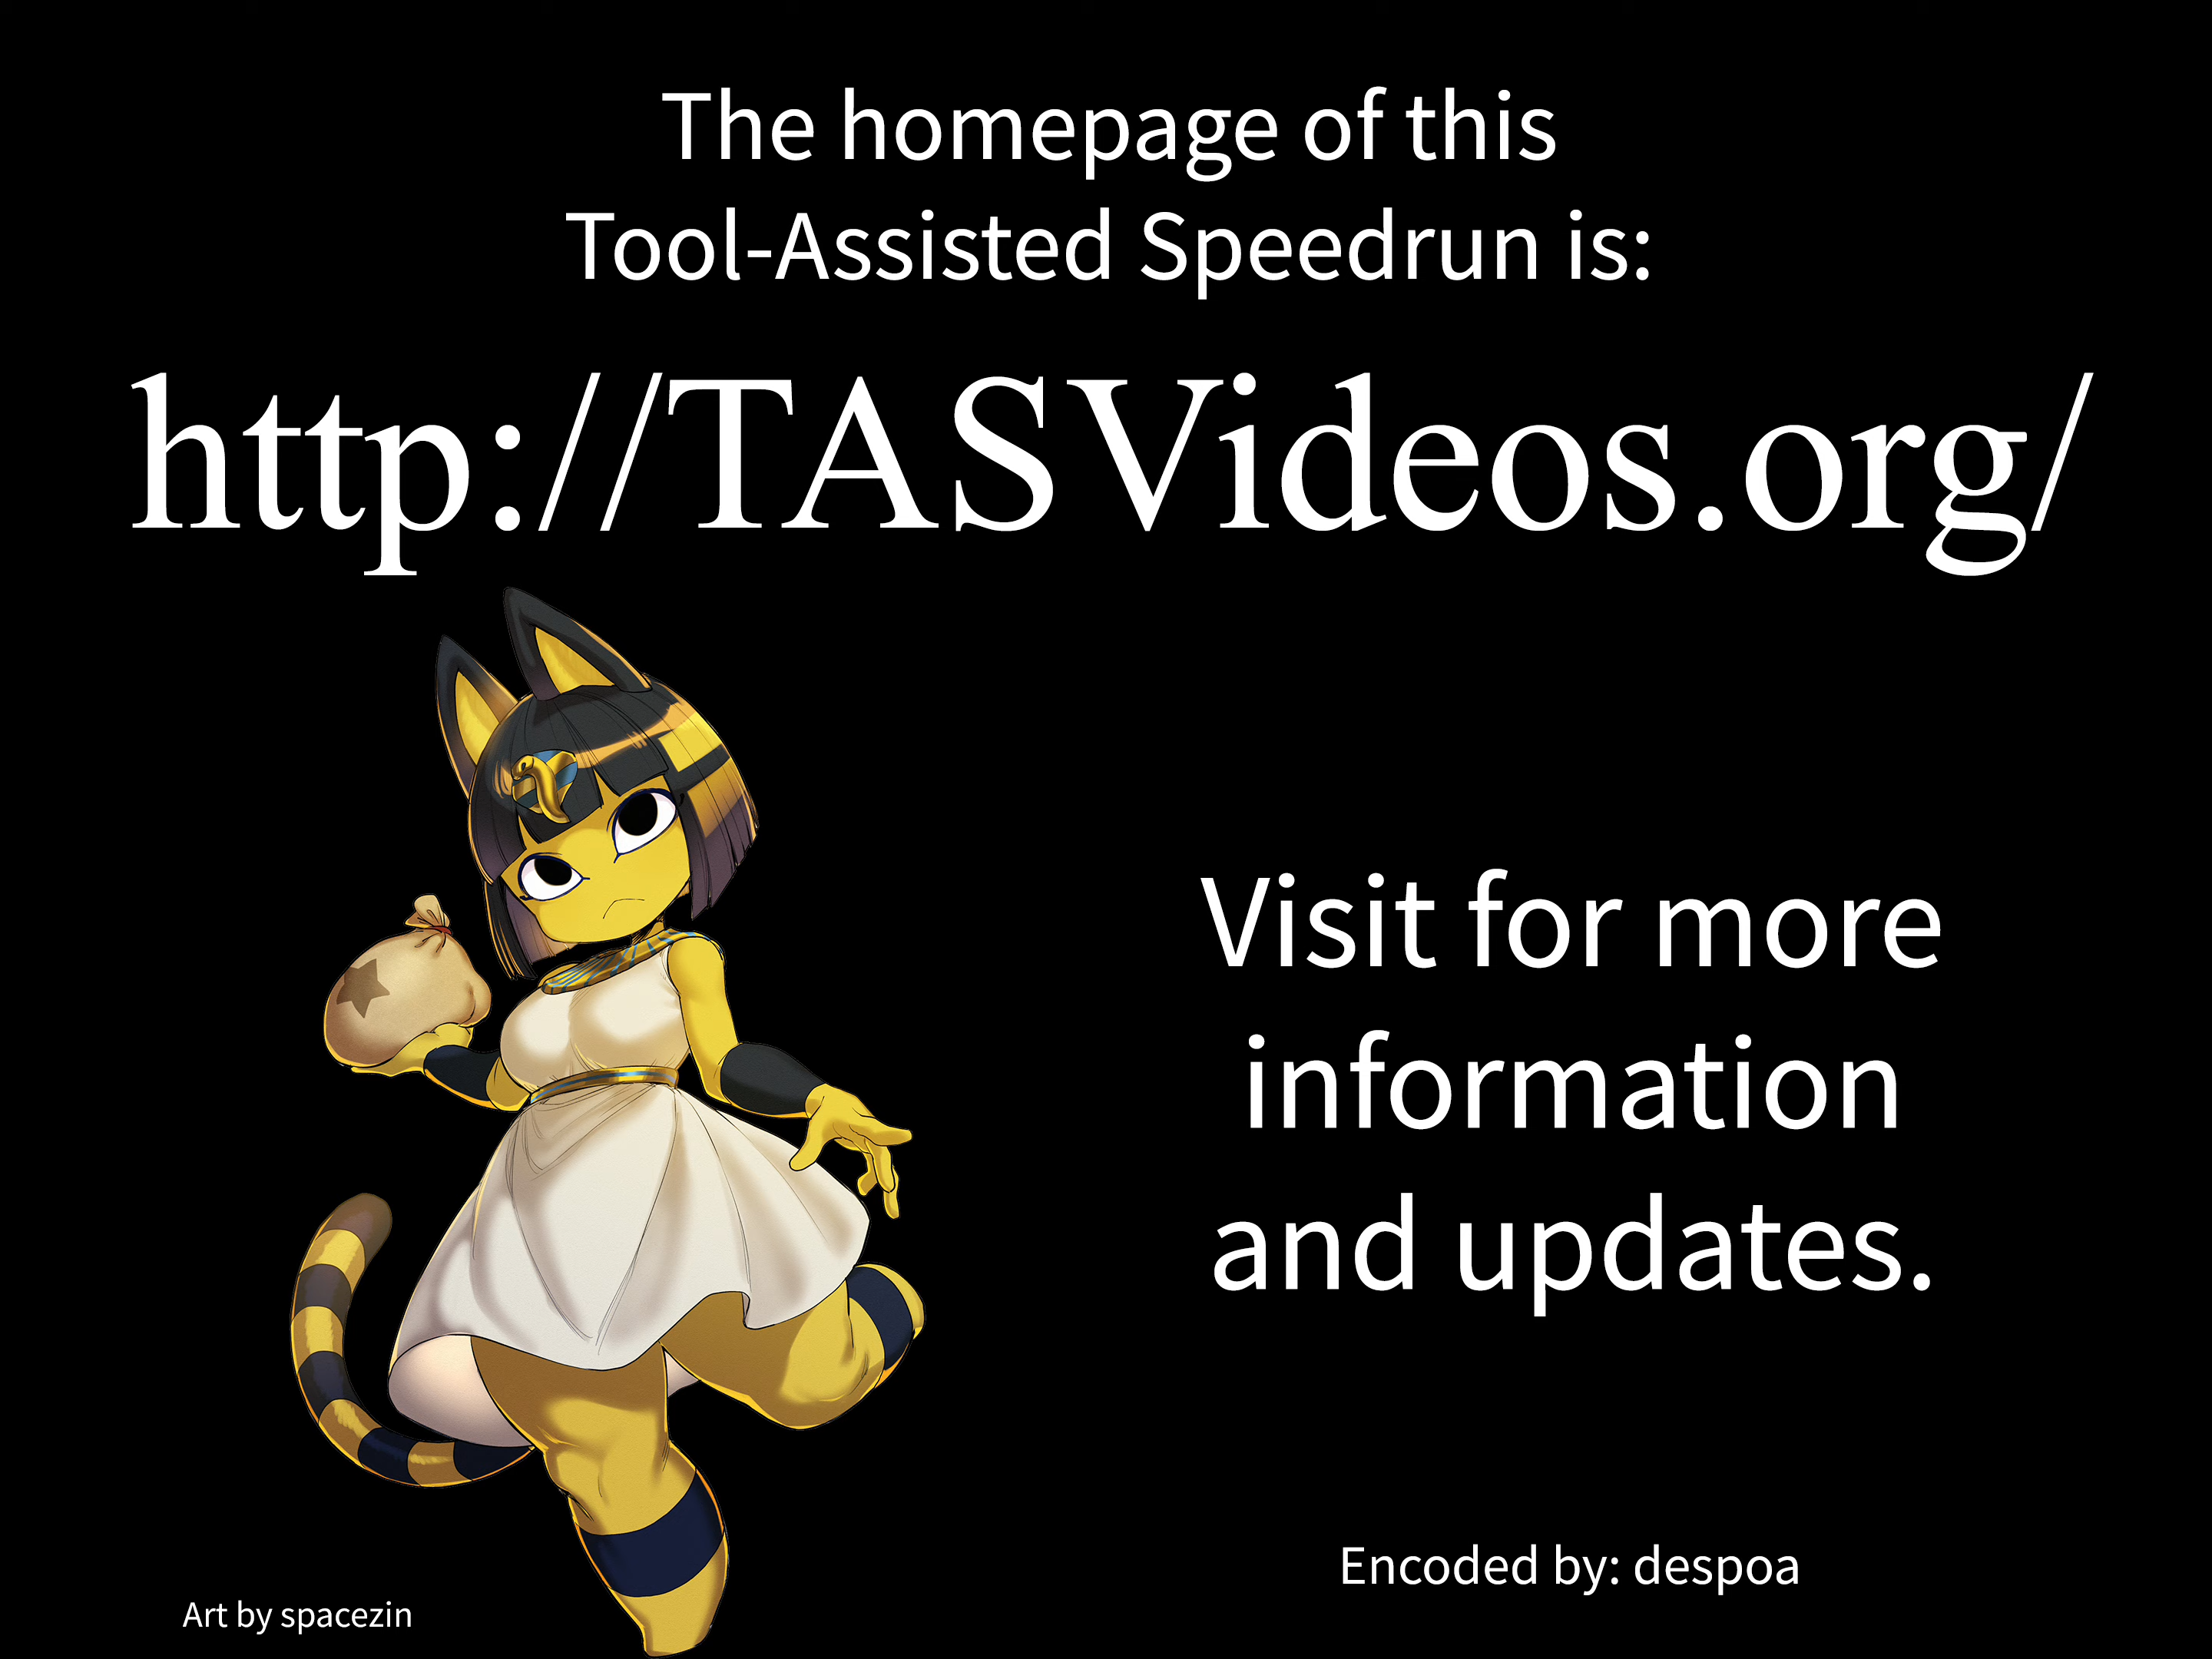 The homepage of this
Tool-Assisted Speedrun is:
http://TASVideos.org/
Visit for more
information
and updates.
Encoded by: despoa
Art by spacezin